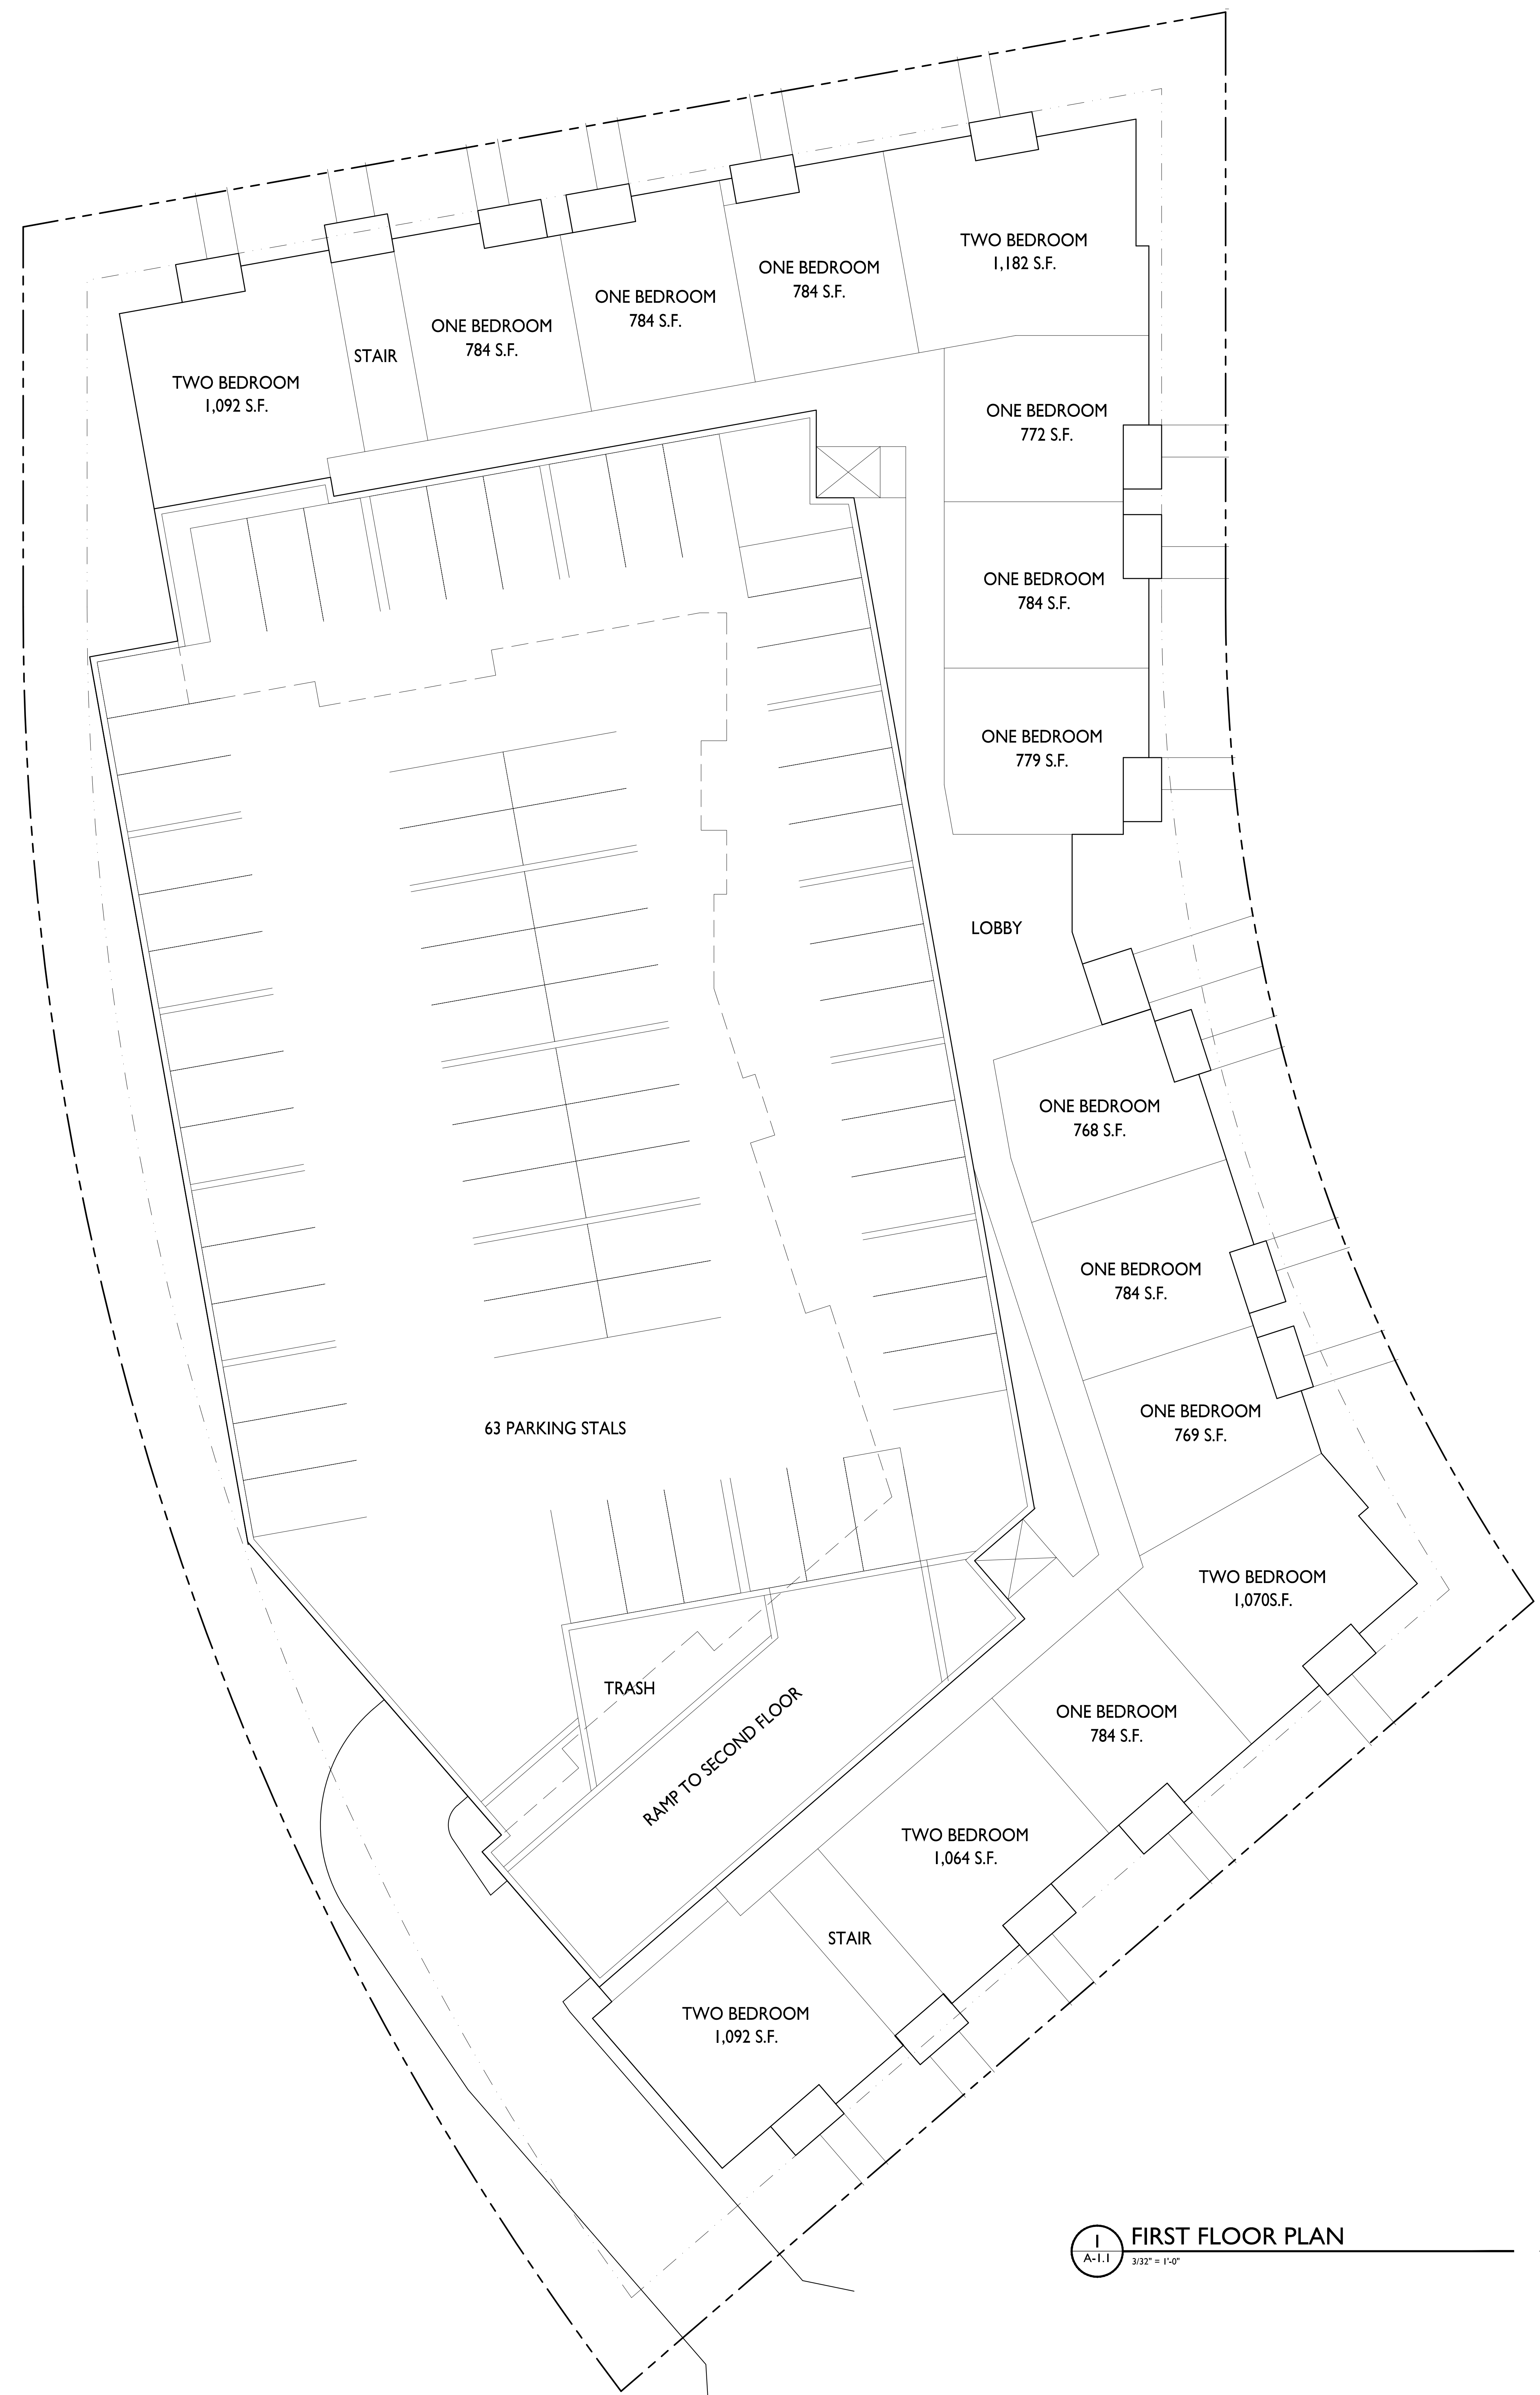 TWO BEDROOM
1,182 S.F.
ONE BEDROOM
784 S.F.
ONE BEDROOM
784 S.F.
ONE BEDROOM
784 S.F.
STAIR
TWO BEDROOM
1,092 S.F.
ONE BEDROOM
772 S.F.
ONE BEDROOM
784 S.F.
ONE BEDROOM
779 S.F.
LOBBY
ONE BEDROOM
768 S.F.
ONE BEDROOM
784 S.F.
ONE BEDROOM
769 S.F.
63 PARKING STALS
TWO BEDROOM
1,070S.F.
TRASH
RAMP TO SECOND FLOOR
ONE BEDROOM
784 S.F.
TWO BEDROOM
1,064 S.F.
STAIR
TWO BEDROOM
1,092 S.F.
1
A-1.1
FIRST FLOOR PLAN
3/32" = 1'-0"